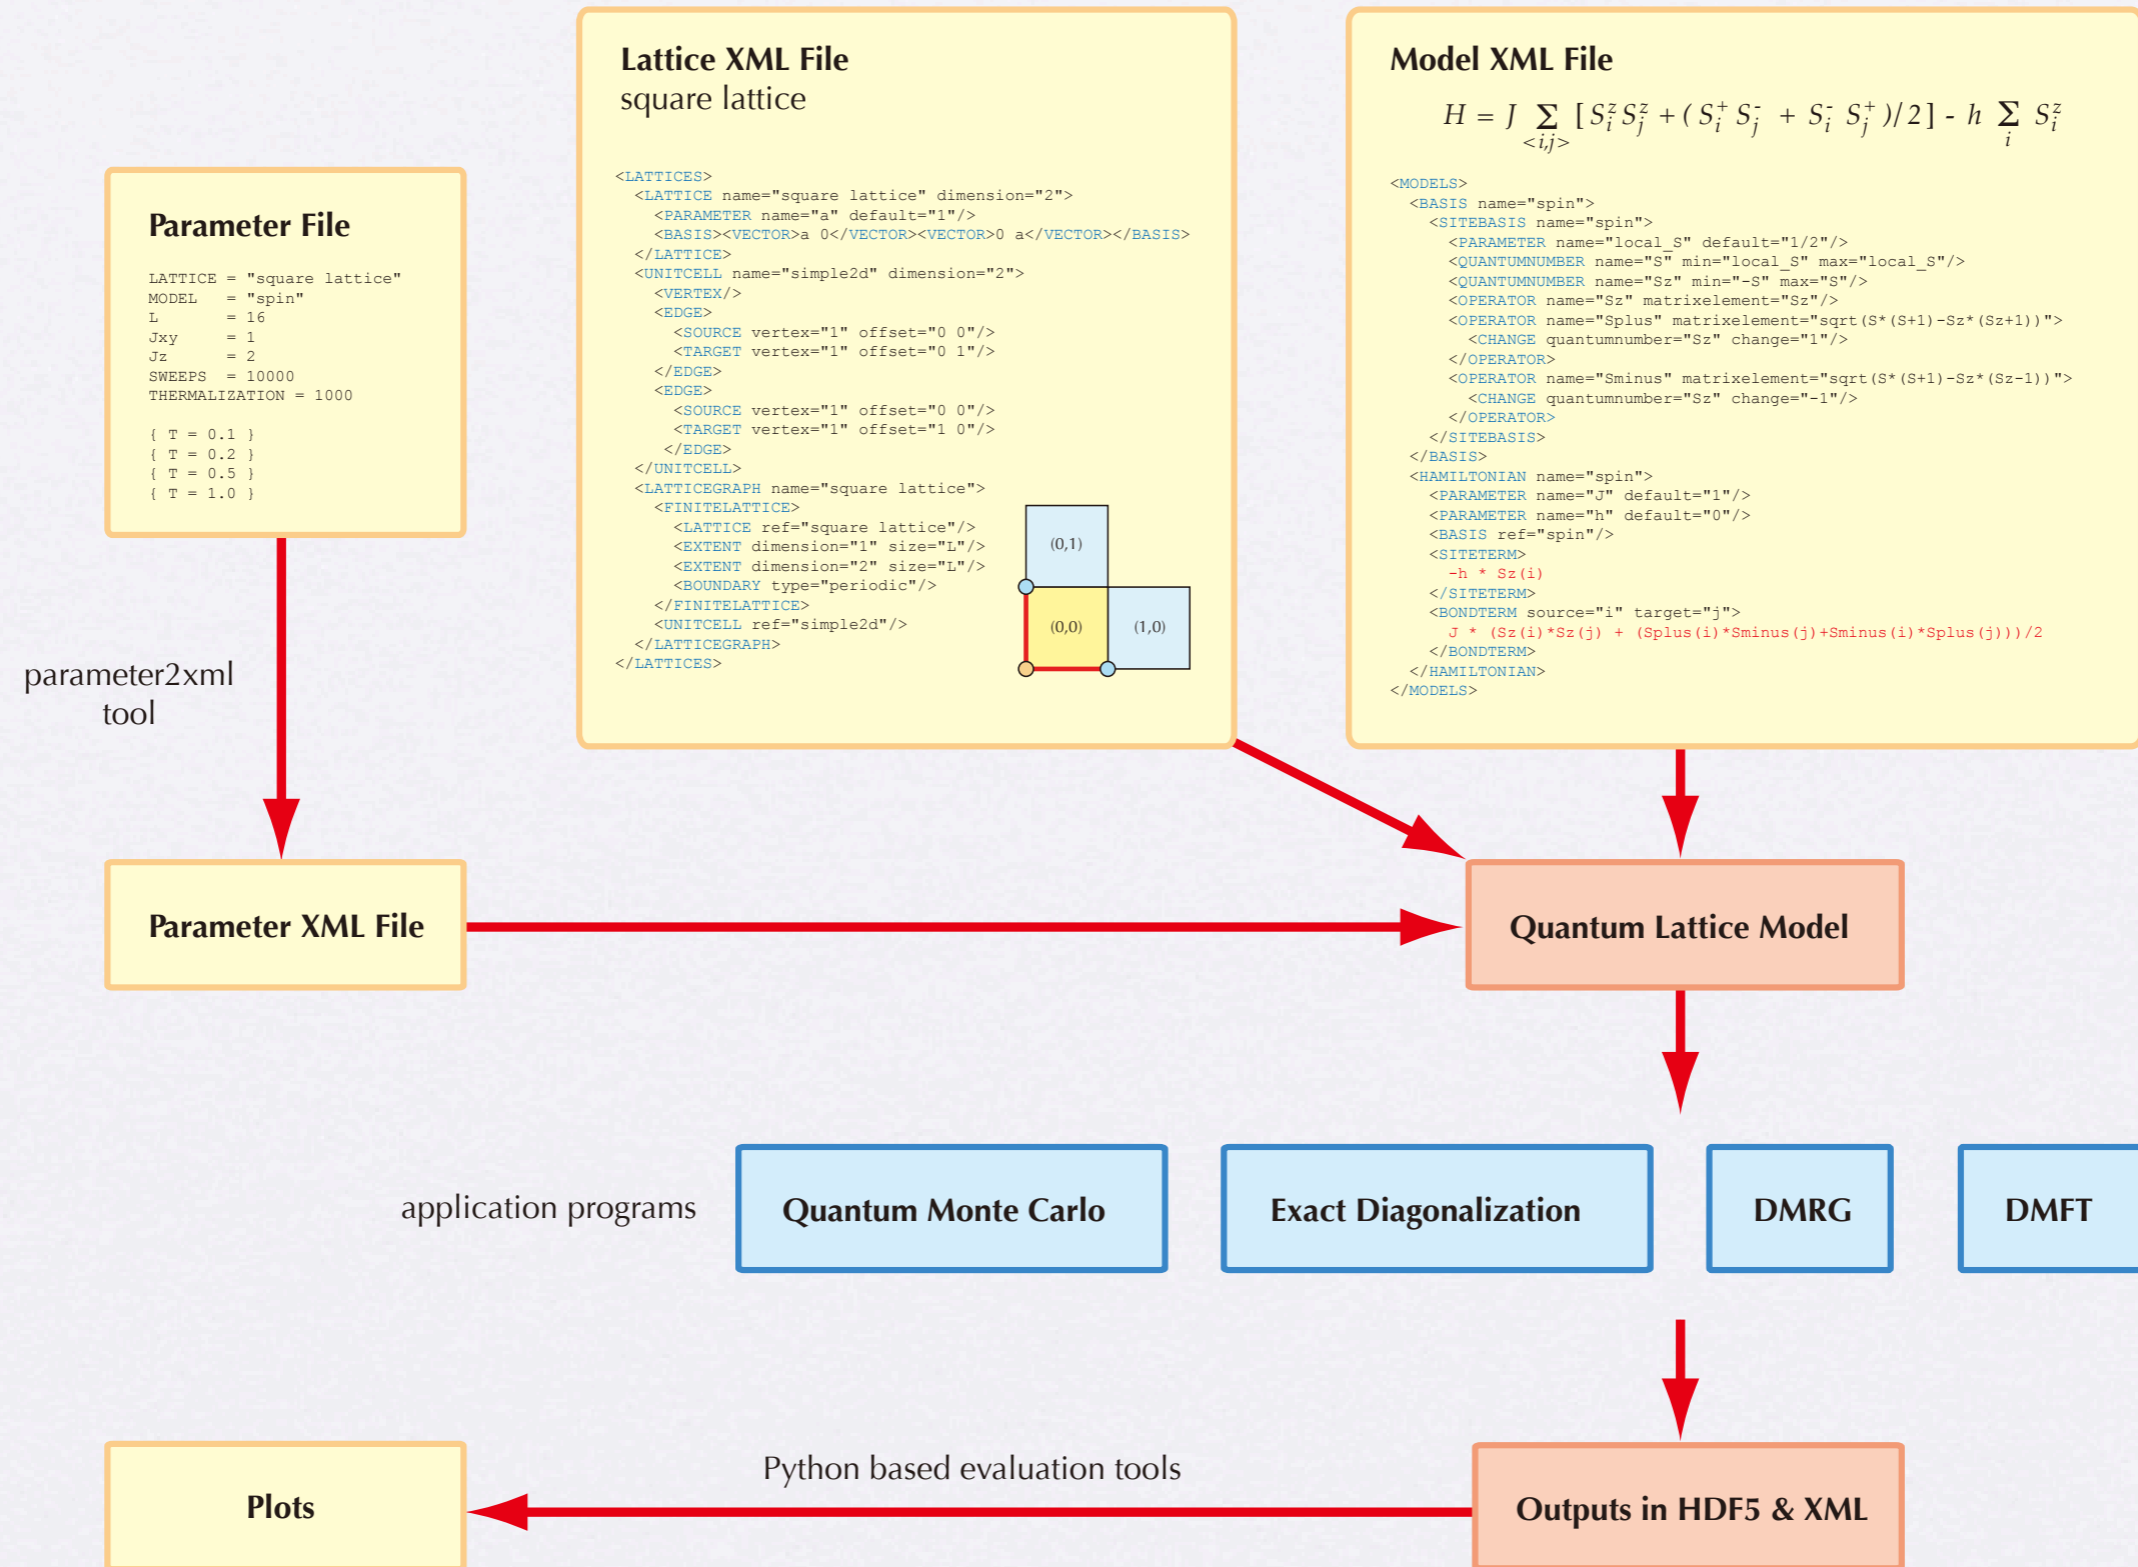 Parameter File
LATTICE = "square lattice"
MODEL   = "spin"
L       = 16
Jxy     = 1
Jz      = 2
SWEEPS  = 10000
THERMALIZATION = 1000
{ T = 0.1 }
{ T = 0.2 }
{ T = 0.5 }
{ T = 1.0 }
Lattice XML File
square lattice
<LATTICES>
  <LATTICE name="square lattice" dimension="2">
    <PARAMETER name="a" default="1"/>
    <BASIS><VECTOR>a 0</VECTOR><VECTOR>0 a</VECTOR></BASIS>
  </LATTICE>
  <UNITCELL name="simple2d" dimension="2">
    <VERTEX/>
    <EDGE>
      <SOURCE vertex="1" offset="0 0"/>
      <TARGET vertex="1" offset="0 1"/>
    </EDGE>
    <EDGE>
      <SOURCE vertex="1" offset="0 0"/>
      <TARGET vertex="1" offset="1 0"/>
     </EDGE>
  </UNITCELL>
  <LATTICEGRAPH name="square lattice">
    <FINITELATTICE>
      <LATTICE ref="square lattice"/>
      <EXTENT dimension="1" size="L"/>
      <EXTENT dimension="2" size="L"/>
      <BOUNDARY type="periodic"/>
    </FINITELATTICE>
    <UNITCELL ref="simple2d"/>
  </LATTICEGRAPH>
</LATTICES>
(0,1)
(0,0) (1,0)
Model XML File
H = J Σ<i,j> [ S_i^z S_j^z + ( S_i^+ S_j^- + S_i^- S_j^+ )/2 ] - h Σ_i S_i^z
<MODELS>
  <BASIS name="spin">
    <SITEBASIS name="spin">
      <PARAMETER name="local_S" default="1/2"/>
      <QUANTUMNUMBER name="S" min="local_S" max="local_S"/>
      <QUANTUMNUMBER name="Sz" min="-S" max="S"/>
      <OPERATOR name="Sz" matrixelement="Sz"/>
      <OPERATOR name="Splus" matrixelement="sqrt(S*(S+1)-Sz*(Sz+1))">
        <CHANGE quantumnumber="Sz" change="1"/>
      </OPERATOR>
      <OPERATOR name="Sminus" matrixelement="sqrt(S*(S+1)-Sz*(Sz-1))">
        <CHANGE quantumnumber="Sz" change="-1"/>
      </OPERATOR>
    </SITEBASIS>
  </BASIS>
  <HAMILTONIAN name="spin">
    <PARAMETER name="J" default="1"/>
    <PARAMETER name="h" default="0"/>
    <BASIS ref="spin"/>
    <SITETERM>
      -h * Sz(i)
    </SITETERM>
    <BONDTERM source="i" target="j">
      J * (Sz(i)*Sz(j) + (Splus(i)*Sminus(j)+Sminus(i)*Splus(j)))/2
    </BONDTERM>
  </HAMILTONIAN>
</MODELS>
parameter2xml
tool
Parameter XML File
Quantum Lattice Model
application programs
Quantum Monte Carlo
Exact Diagonalization
DMRG
DMFT
Python based evaluation tools
Plots
Outputs in HDF5 & XML